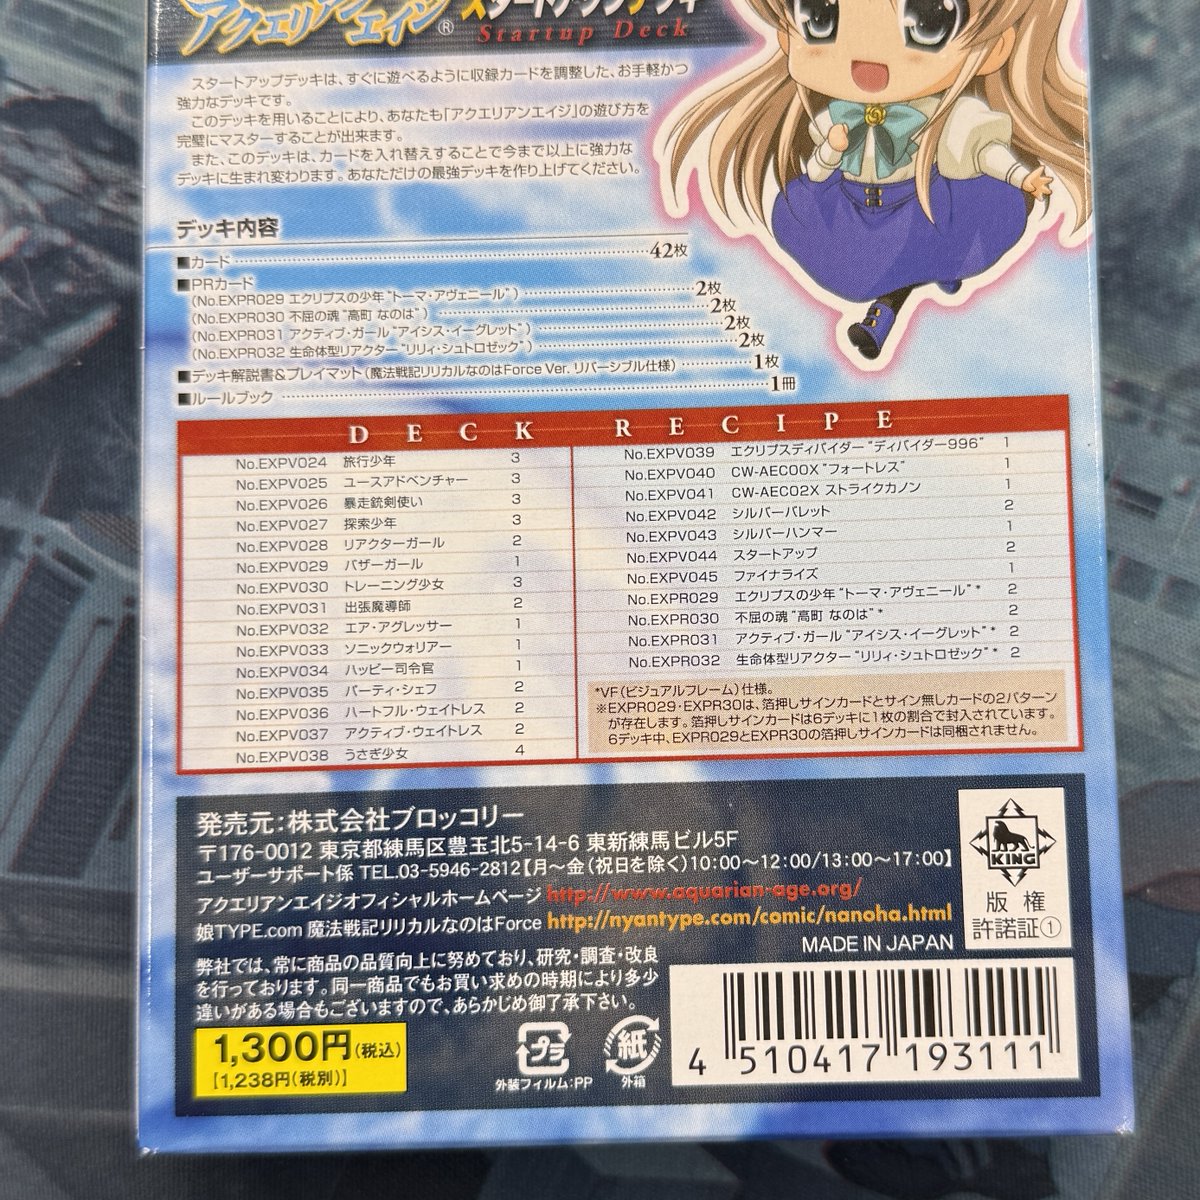 アクエリアンエイジ® スタートアップデッキ
Startup Deck
スタートアップデッキは、すぐに遊べるように収録カードを調整した、お手軽かつ
強力なデッキです。
このデッキを用いることにより、あなたも「アクエリアンエイジ」の遊び方を
完璧にマスターすることが出来ます。
また、このデッキは、カードを入れ替えすることで今まで以上に強力な
デッキに生まれ変わります。あなただけの最強デッキを作り上げてください。
デッキ内容
■カード 42枚
■PRカード
(No.EXPR029 エクリプスの少年“トーマ・アヴェニール”) 2枚
(No.EXPR030 不屈の魂“高町 なのは”) 2枚
(No.EXPR031 アクティブ・ガール“アイシス・イーグレット”) 2枚
(No.EXPR032 生命体型リアクター“リリィ・シュトロゼック”) 2枚
■デッキ解説書&プレイマット(魔法戦記リリカルなのはForce Ver. リバーシブル仕様) 1枚
■ルールブック 1冊
DECK RECIPE
No.EXPV024 旅行少年 3
No.EXPV025 ユースアドベンチャー 3
No.EXPV026 暴走銃剣使い 3
No.EXPV027 探索少年 3
No.EXPV028 リアクターガール 2
No.EXPV029 バザーガール 1
No.EXPV030 トレーニング少女 3
No.EXPV031 出張魔導師 2
No.EXPV032 エア・アグレッサー 1
No.EXPV033 ソニックウォリアー 1
No.EXPV034 ハッピー司令官 1
No.EXPV035 パーティ・シェフ 2
No.EXPV036 ハートフル・ウェイトレス 2
No.EXPV037 アクティブ・ウェイトレス 2
No.EXPV038 うさぎ少女 4
No.EXPV039 エクリプスディバイダー“ディバイダー996” 1
No.EXPV040 CW-AEC00X“フォートレス” 1
No.EXPV041 CW-AEC02X ストライクカノン 1
No.EXPV042 シルバーバレット 2
No.EXPV043 シルバーハンマー 1
No.EXPV044 スタートアップ 2
No.EXPV045 ファイナライズ 1
No.EXPR029 エクリプスの少年“トーマ・アヴェニール”* 2
No.EXPR030 不屈の魂“高町 なのは”* 2
No.EXPR031 アクティブ・ガール“アイシス・イーグレット”* 2
No.EXPR032 生命体型リアクター“リリィ・シュトロゼック”* 2
*VF(ビジュアルフレーム)仕様。
※EXPR029・EXPR30は、箔押しサインカードとサイン無しカードの2パターン
が存在します。箔押しサインカードは6デッキに1枚の割合で封入されています。
6デッキ中、EXPR029とEXPR30の箔押しサインカードは同梱されません。
発売元:株式会社ブロッコリー
〒176-0012 東京都練馬区豊玉北5-14-6 東新練馬ビル5F
ユーザーサポート係 TEL.03-5946-2812【月〜金(祝日を除く)10:00〜12:00/13:00〜17:00】
アクエリアンエイジオフィシャルホームページ http://www.aquarian-age.org/
娘TYPE.com 魔法戦記リリカルなのはForce http://nyantype.com/comic/nanoha.html
MADE IN JAPAN
KING
版権
許諾証①
弊社では、常に商品の品質向上に努めており、研究・調査・改良
を行っております。同一商品でもお買い求めの時期により多少
違いがある場合もございますので、あらかじめ御了承下さい。
1,300円(税込)
【1,238円(税別)】
プラ
外装フィルム:PP
紙
外箱
4 510417 193111